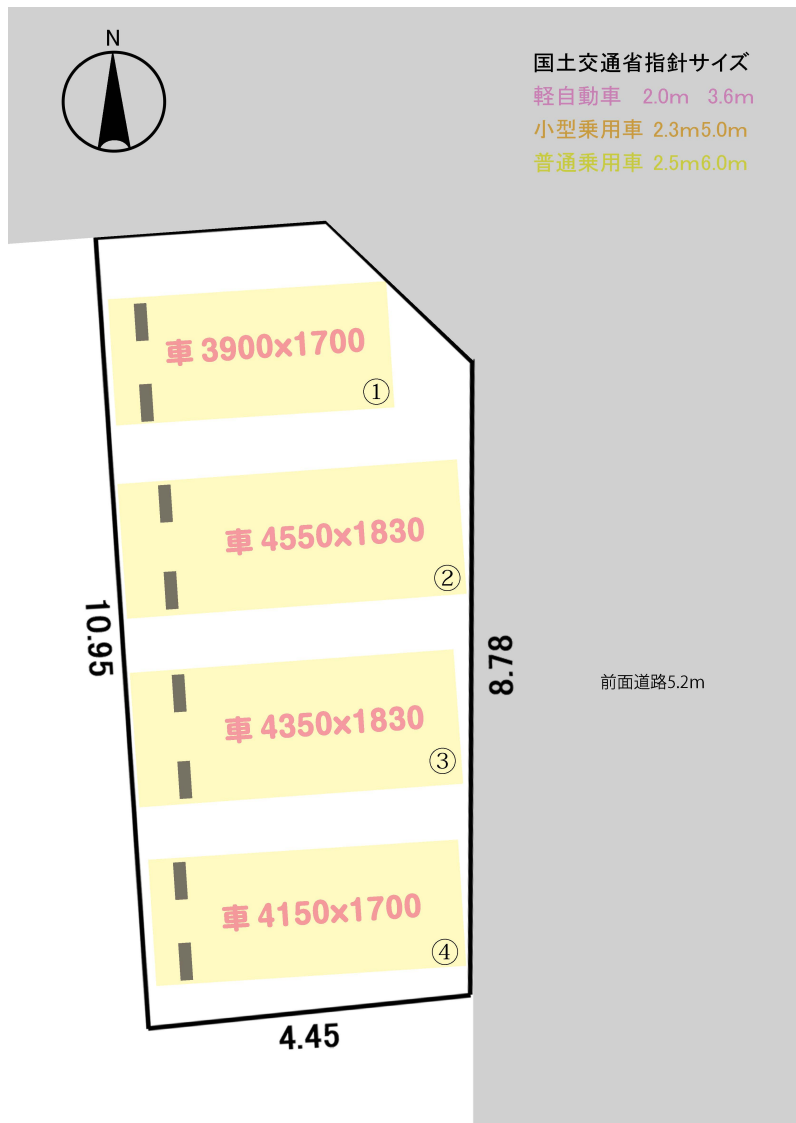 N
国土交通省指針サイズ
軽自動車 2.0m 3.6m
小型乗用車 2.3m5.0m
普通乗用車 2.5m6.0m
車 3900×1700
①
車 4550×1830
②
10.95
8.78
前面道路5.2m
車 4350×1830
③
車 4150×1700
④
4.45